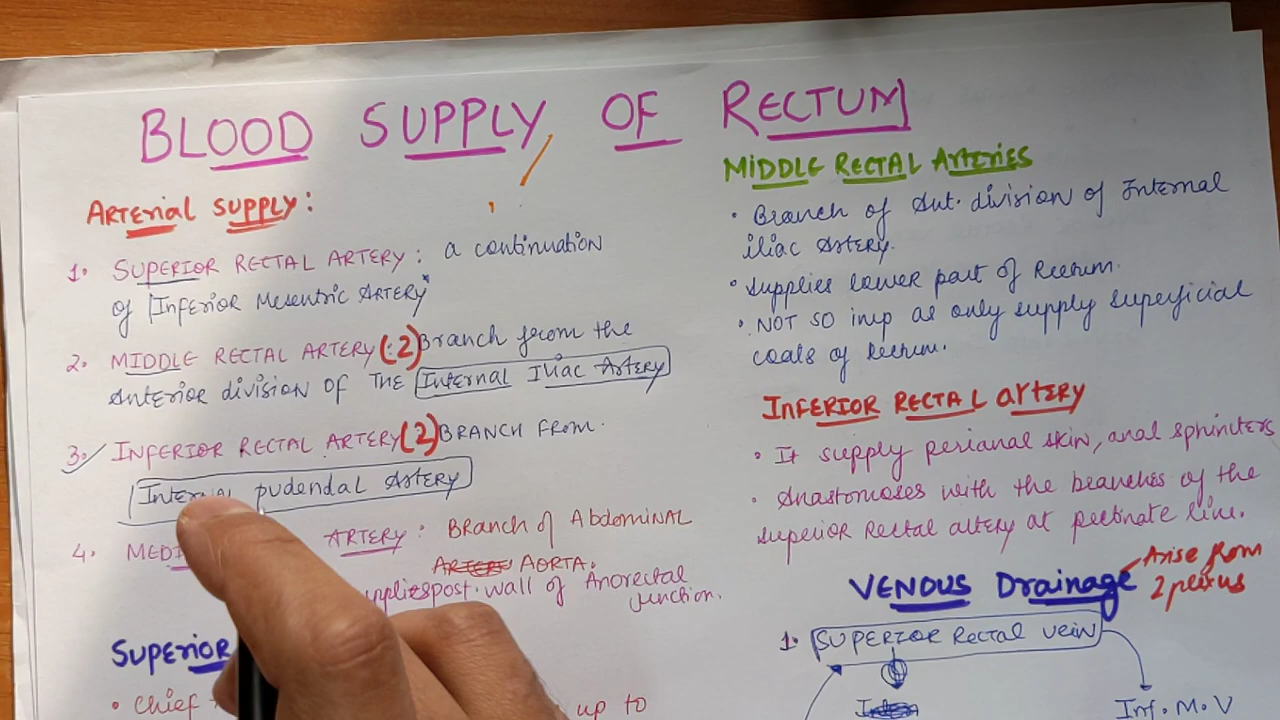 BLOOD SUPPLY OF RECTUM
ARTERIAL SUPPLY:
1. SUPERIOR RECTAL ARTERY: a continuation
of Inferior Mesentric ARTERY*
2. MIDDLE RECTAL ARTERY (2) Branch from the
Anterior division of THE Internal Iliac Artery
3. INFERIOR RECTAL ARTERY (2) BRANCH FROM.
Internal pudendal Artery
4. ARTERY: Branch of Abdominal
AORTA.
post. wall of Anorectal
junction.
SUPERIOR
• Chief up to
MIDDLE RECTAL ARTERIES
• Branch of Ant. division of Internal
iliac Artery.
• Supplies lower part of Rectum.
• NOT SO imp as only supply superficial
coats of Rectum.
INFERIOR RECTAL ARTERY
• It supply perianal skin, anal sphincters
• Anastomoses with the branches of the
Superior Rectal artery at pectinate line.
VENOUS Drainage
Arise from
2 plexus
1. SUPERIOR Rectal vein
Inf. M. V